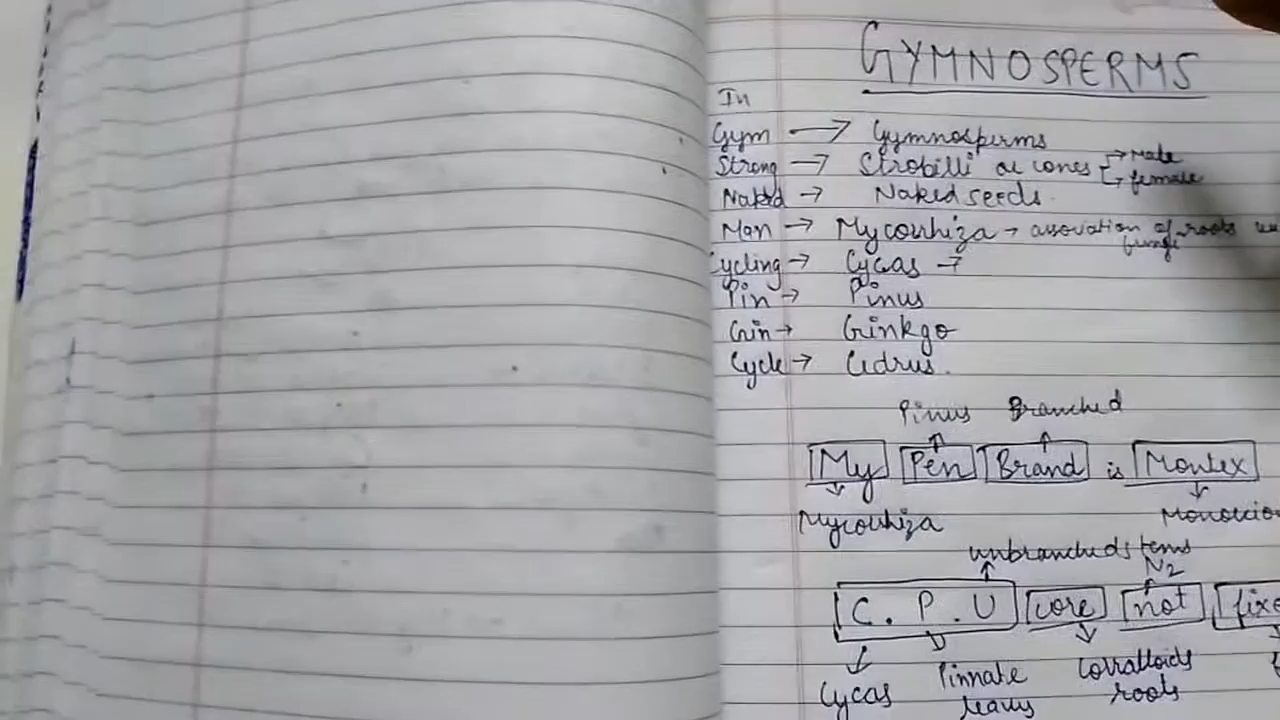 GYMNOSPERMS
In
Gym → Gymnosperms
Strong → Strobilli or cones → Male
→ female
Naked → Naked seeds.
Man → Mycorrhiza → association of roots
fungi
Cycling → Cycas →
Pin → Pinus
Gin → Ginkgo
Cycle → Cedrus.
Pinus Branched
My Pen Brand is Montex
Mycorrhiza
unbranched stems
N2
C. P. U core not
Cycas Pinnate leaves Corralloids roots